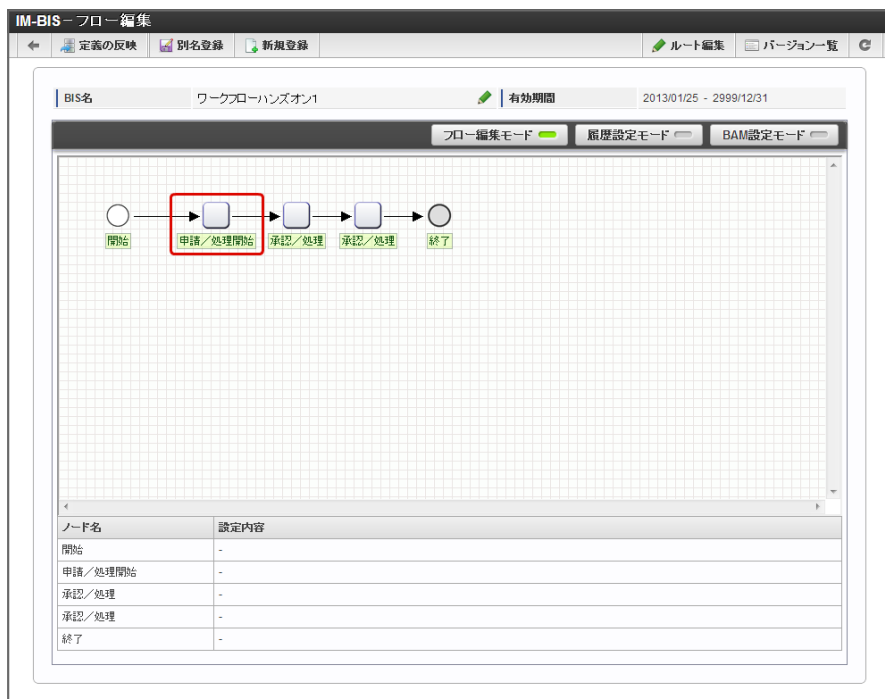 IM-BIS－フロー編集
定義の反映 別名登録 新規登録 ルート編集 バージョン一覧
BIS名 ワークフローハンズオン1 有効期間 2013/01/25 - 2999/12/31
フロー編集モード 履歴設定モード BAM設定モード
開始 申請／処理開始 承認／処理 承認／処理 終了
ノード名 設定内容
開始 -
申請／処理開始 -
承認／処理 -
承認／処理 -
終了 -